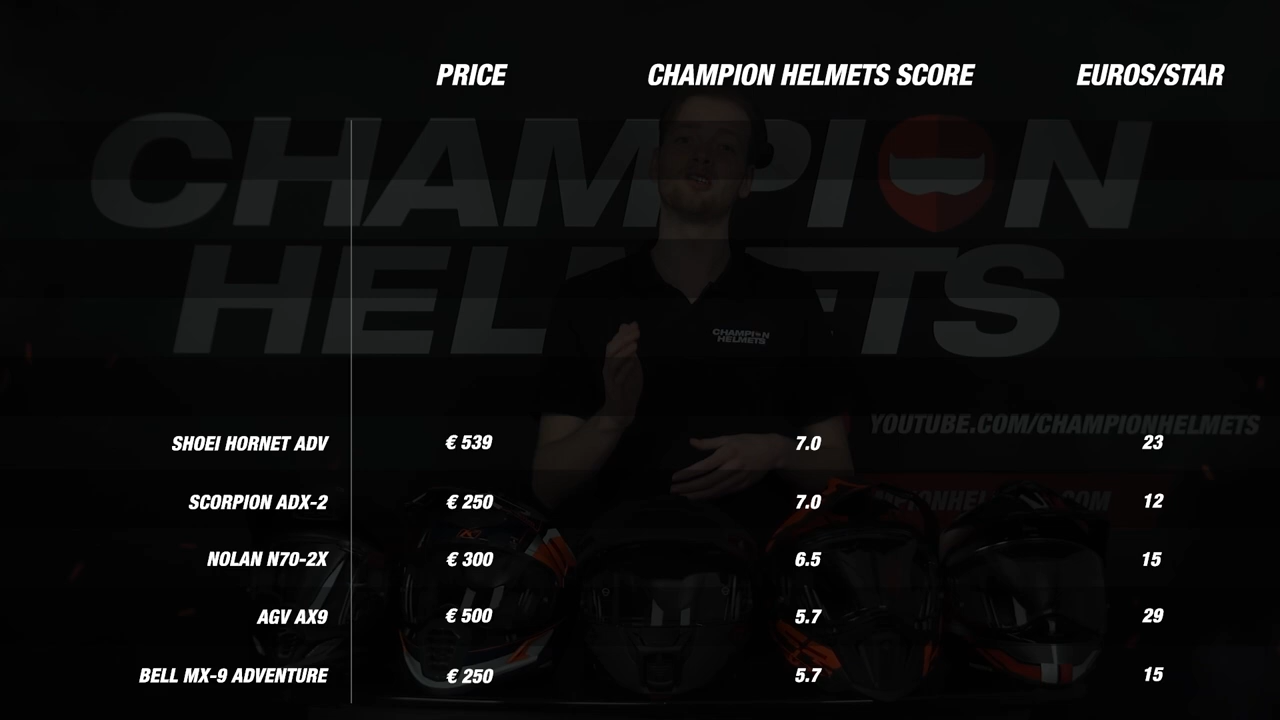 PRICE CHAMPION HELMETS SCORE EUROS/STAR
CHAMPION
HELMETS
CHAMPION
HELMETS
YOUTUBE.COM/CHAMPIONHELMETS
SHOEI HORNET ADV € 539 7.0 23
SCORPION ADX-2 € 250 7.0 12
NOLAN N70-2X € 300 6.5 15
AGV AX9 € 500 5.7 29
BELL MX-9 ADVENTURE € 250 5.7 15